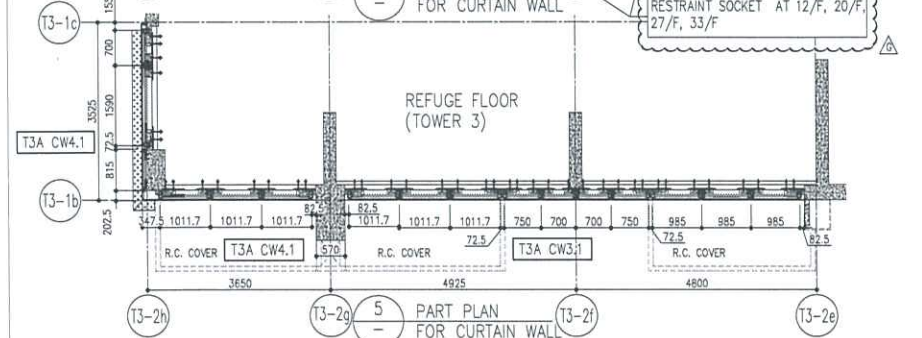 FOR CURTAIN WALL
RESTRAINT SOCKET AT 12/F, 20/F,
27/F, 33/F
G
T3-1c
700
1590
3525
72.5
815
202.5
T3A CW4.1
T3-1b
REFUGE FLOOR
(TOWER 3)
347.5 1011.7 1011.7 1011.7 82.5 82.5 1011.7 1011.7 1011.7 750 700 700 750 985 985 985
72.5 72.5 82.5
R.C. COVER T3A CW4.1 570 R.C. COVER T3A CW3.1 R.C. COVER
3650 4925 4800
T3-2h T3-2g T3-2f T3-2e
5 PART PLAN
- FOR CURTAIN WALL